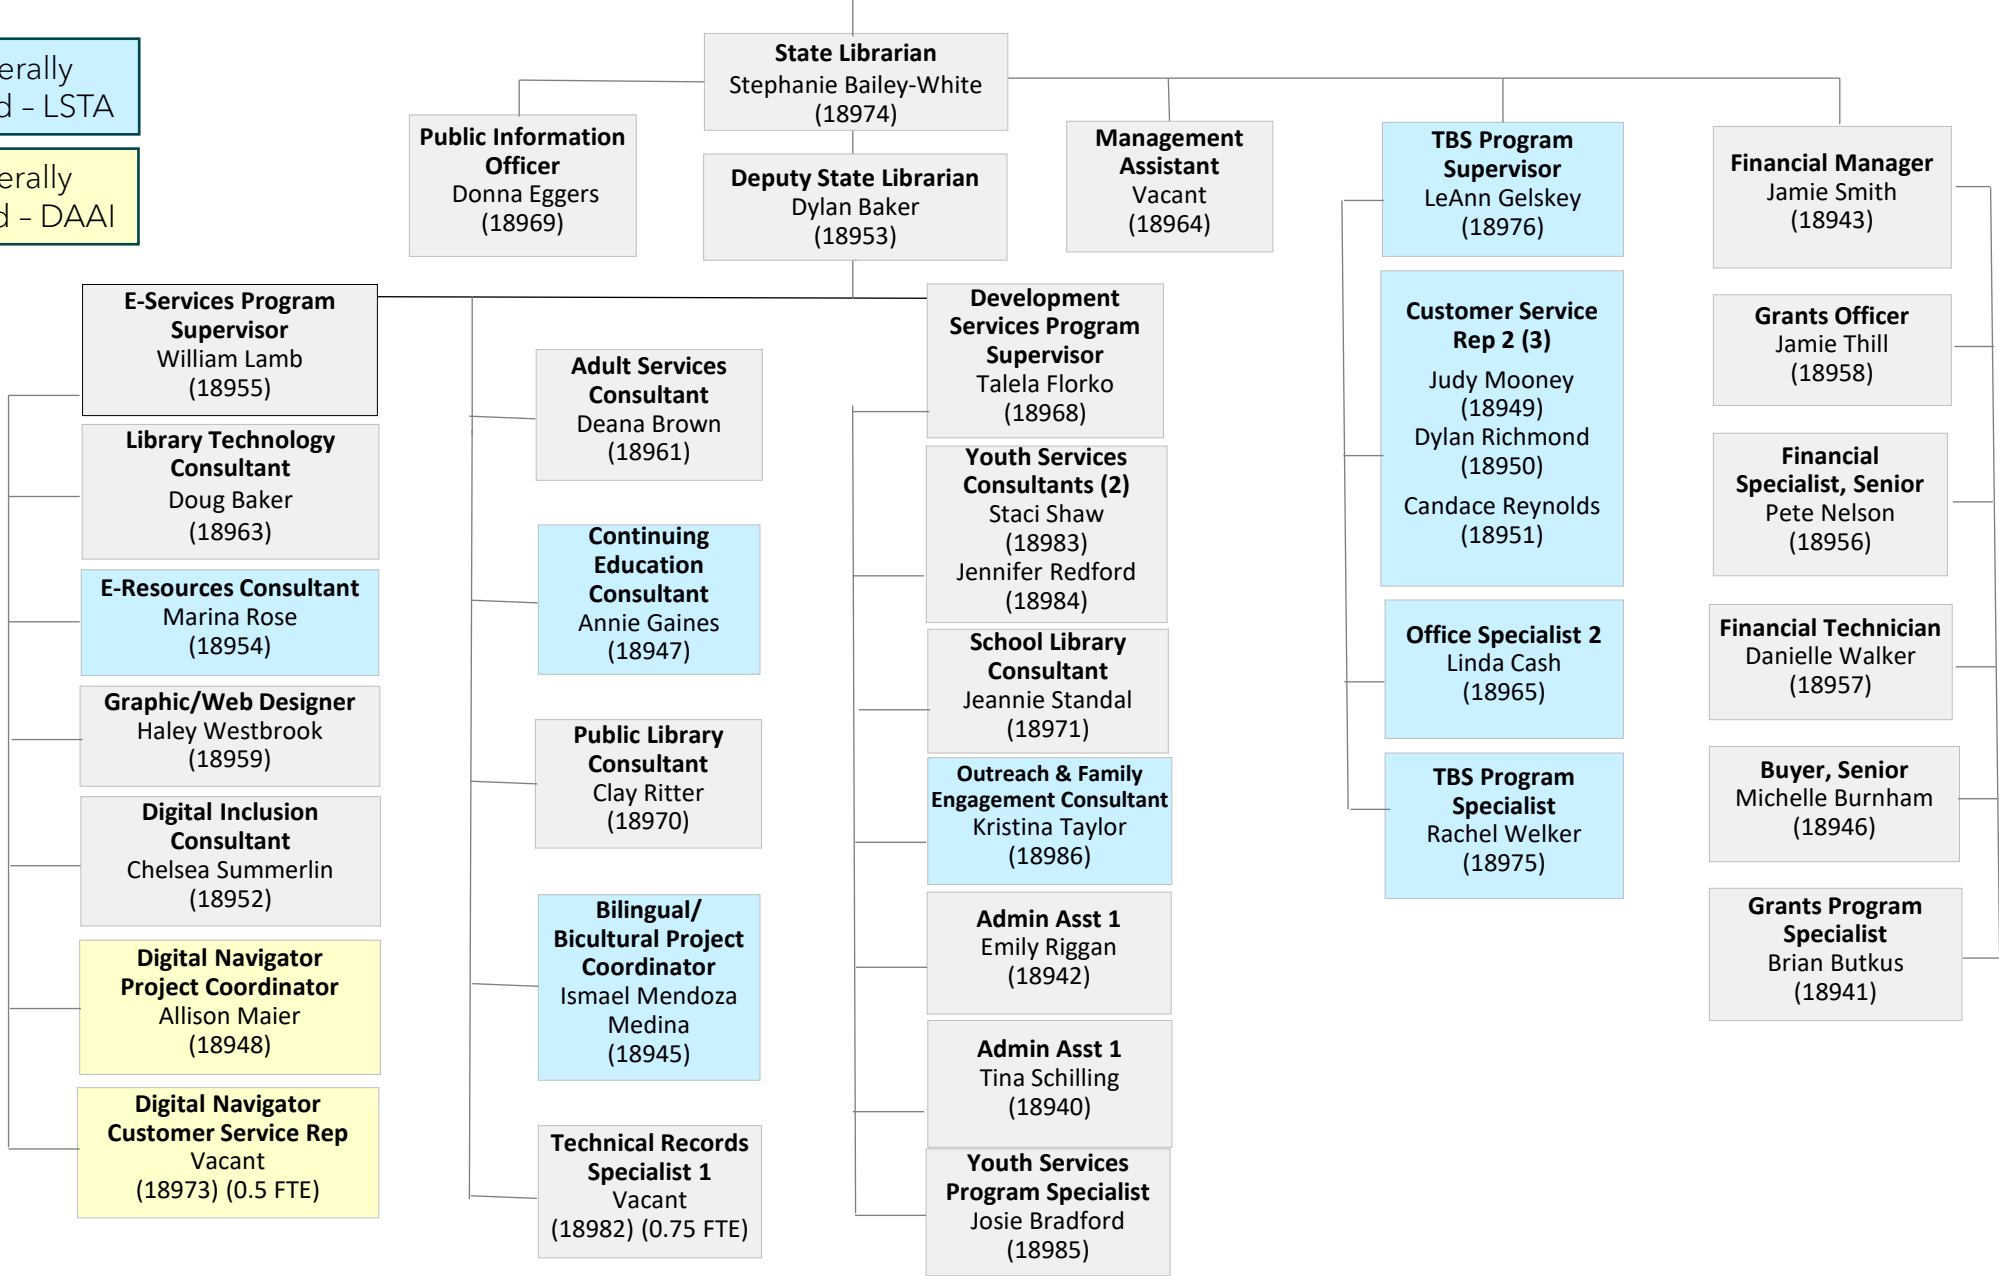 erally
d – LSTA
erally
d – DAAI
State Librarian
Stephanie Bailey-White
(18974)
Public Information
Officer
Donna Eggers
(18969)
Deputy State Librarian
Dylan Baker
(18953)
Management
Assistant
Vacant
(18964)
TBS Program
Supervisor
LeAnn Gelskey
(18976)
Financial Manager
Jamie Smith
(18943)
E-Services Program
Supervisor
William Lamb
(18955)
Library Technology
Consultant
Doug Baker
(18963)
E-Resources Consultant
Marina Rose
(18954)
Graphic/Web Designer
Haley Westbrook
(18959)
Digital Inclusion
Consultant
Chelsea Summerlin
(18952)
Digital Navigator
Project Coordinator
Allison Maier
(18948)
Digital Navigator
Customer Service Rep
Vacant
(18973) (0.5 FTE)
Adult Services
Consultant
Deana Brown
(18961)
Continuing
Education
Consultant
Annie Gaines
(18947)
Public Library
Consultant
Clay Ritter
(18970)
Bilingual/
Bicultural Project
Coordinator
Ismael Mendoza
Medina
(18945)
Technical Records
Specialist 1
Vacant
(18982) (0.75 FTE)
Development
Services Program
Supervisor
Talela Florko
(18968)
Youth Services
Consultants (2)
Staci Shaw
(18983)
Jennifer Redford
(18984)
School Library
Consultant
Jeannie Standal
(18971)
Outreach & Family
Engagement Consultant
Kristina Taylor
(18986)
Admin Asst 1
Emily Riggan
(18942)
Admin Asst 1
Tina Schilling
(18940)
Youth Services
Program Specialist
Josie Bradford
(18985)
Customer Service
Rep 2 (3)
Judy Mooney
(18949)
Dylan Richmond
(18950)
Candace Reynolds
(18951)
Office Specialist 2
Linda Cash
(18965)
TBS Program
Specialist
Rachel Welker
(18975)
Grants Officer
Jamie Thill
(18958)
Financial
Specialist, Senior
Pete Nelson
(18956)
Financial Technician
Danielle Walker
(18957)
Buyer, Senior
Michelle Burnham
(18946)
Grants Program
Specialist
Brian Butkus
(18941)